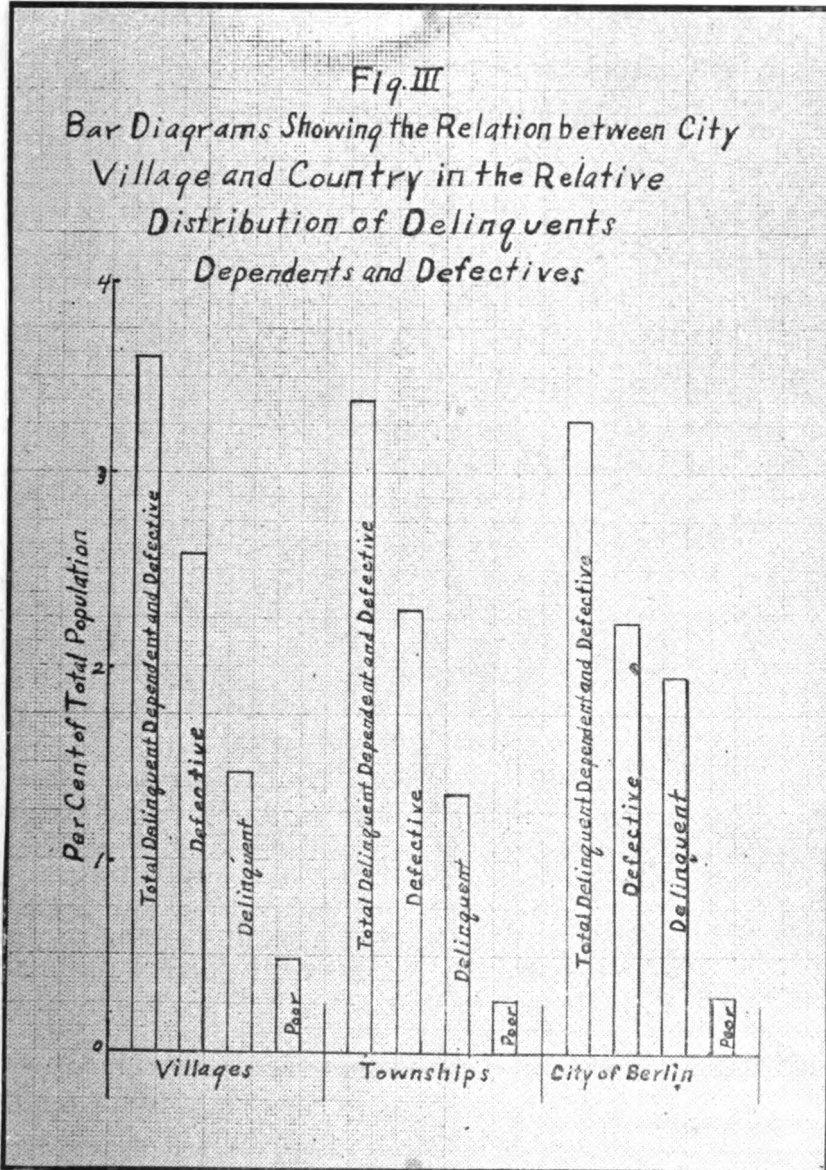 Fig. III
Bar Diagrams Showing the Relation between City
Village and Country in the Relative
Distribution of Delinquents
Dependents and Defectives
Per Cent of Total Population
4
3
2
1
0
Total Delinquent Dependent and Defective
Defective
Delinquent
Poor
Total Delinquent Dependent and Defective
Defective
Delinquent
Poor
Total Delinquent Dependent and Defective
Defective
Delinquent
Poor
Villages
Townships
City of Berlin